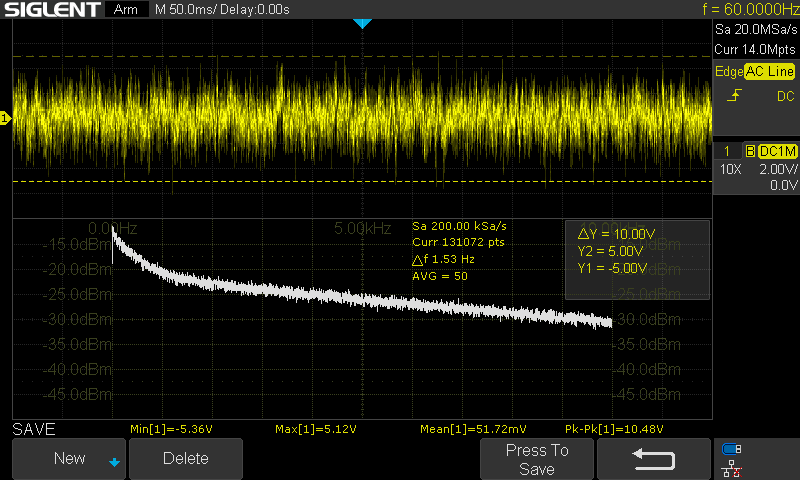 SIGLENT Arm M 50.0ms/ Delay:0.00s f = 60.0000Hz
Sa 20.0MSa/s
Curr 14.0Mpts
Edge AC Line
DC
1 B DC1M
10X 2.00V/
0.0V
1
0.00Hz 5.00kHz
Sa 200.00 kSa/s
Curr 131072 pts
△f 1.53 Hz
AVG = 50
△Y = 10.00V
Y2 = 5.00V
Y1 = -5.00V
-15.0dBm
-20.0dBm
-25.0dBm -25.0dBm
-30.0dBm -30.0dBm
-35.0dBm -35.0dBm
-40.0dBm -40.0dBm
-45.0dBm -45.0dBm
SAVE Min[1]=-5.36V Max[1]=5.12V Mean[1]=51.72mV Pk-Pk[1]=10.48V
New Delete Press To
Save